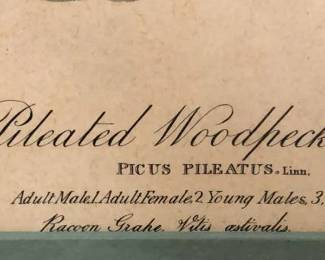 Pileated Woodpeck
PICUS PILEATUS. Linn.
Adult Male, 1. Adult Female, 2. Young Males, 3,
Racoon Grape. Vitis æstivalis.